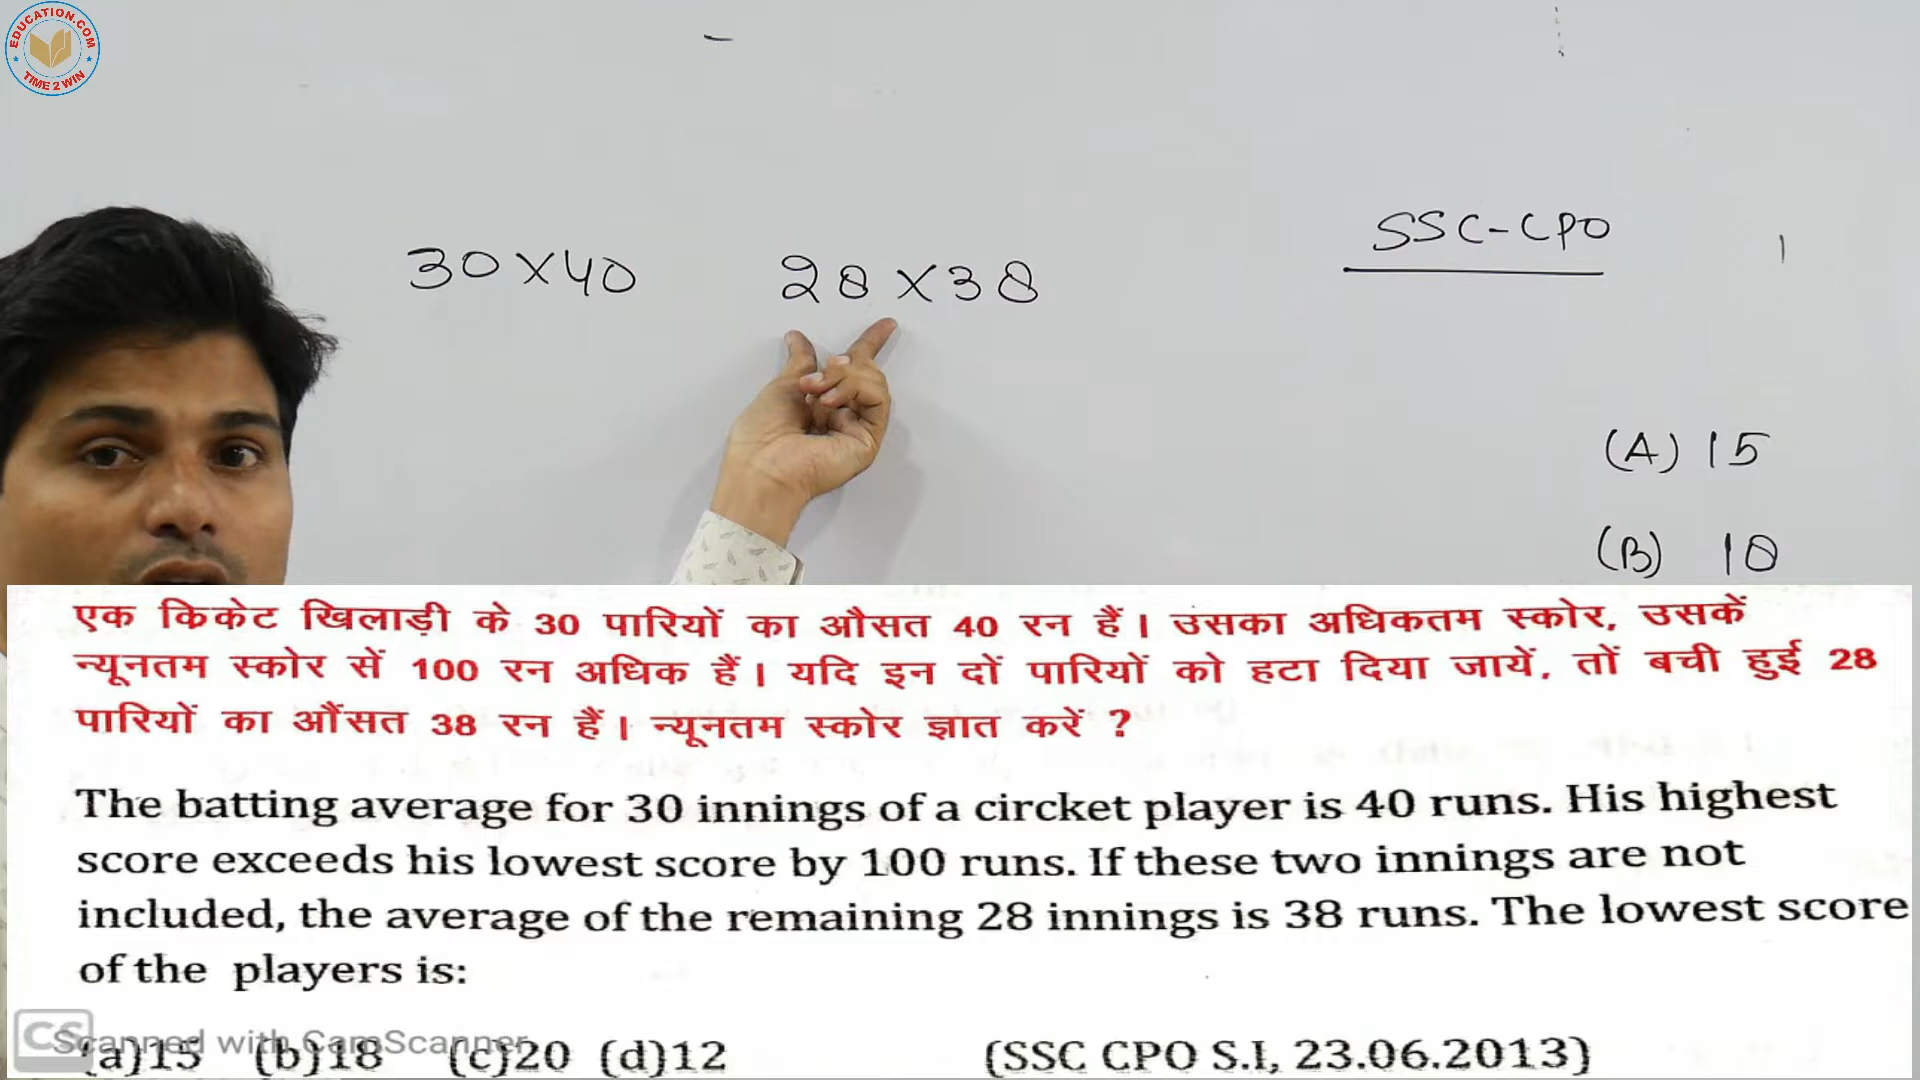 EDUCATION.COM
TIME 2 WIN
30×40 28×38
SSC-CPO
(A) 15
(B) 18
एक किकेट खिलाड़ी के 30 पारियों का औसत 40 रन हैं। उसका अधिकतम स्कोर, उसकें
न्यूनतम स्कोर सें 100 रन अधिक हैं। यदि इन दों पारियों को हटा दिया जायें, तों बची हुई 28
पारियों का औंसत 38 रन हैं। न्यूनतम स्कोर ज्ञात करें ?
The batting average for 30 innings of a circket player is 40 runs. His highest
score exceeds his lowest score by 100 runs. If these two innings are not
included, the average of the remaining 28 innings is 38 runs. The lowest score
of the players is:
CS Scanned with CamScanner
(a)15 (b)18 (c)20 (d)12 (SSC CPO S.I, 23.06.2013)